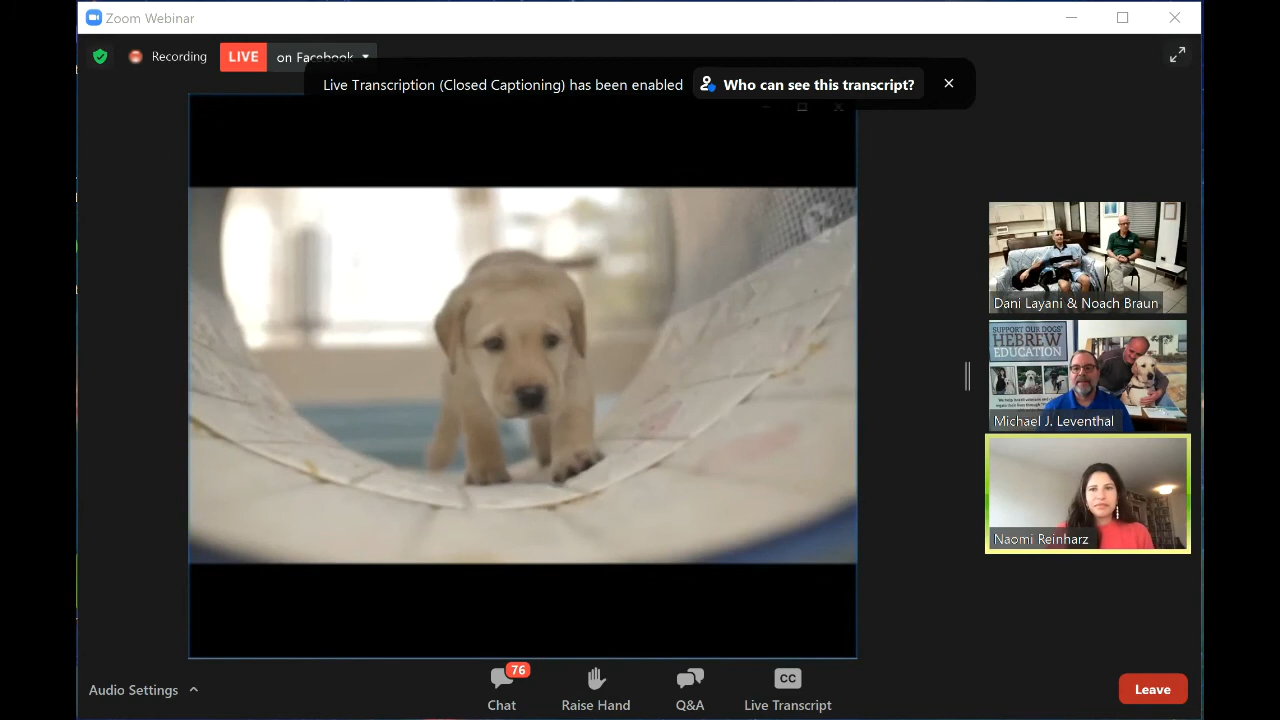 Zoom Webinar
Recording
LIVE on Facebook
Live Transcription (Closed Captioning) has been enabled
Who can see this transcript?
Dani Layani & Noach Braun
SUPPORT OUR DOGS'
HEBREW
EDUCATION
Michael J. Leventhal
Naomi Reinharz
Audio Settings
76
Chat
Raise Hand
Q&A
CC
Live Transcript
Leave